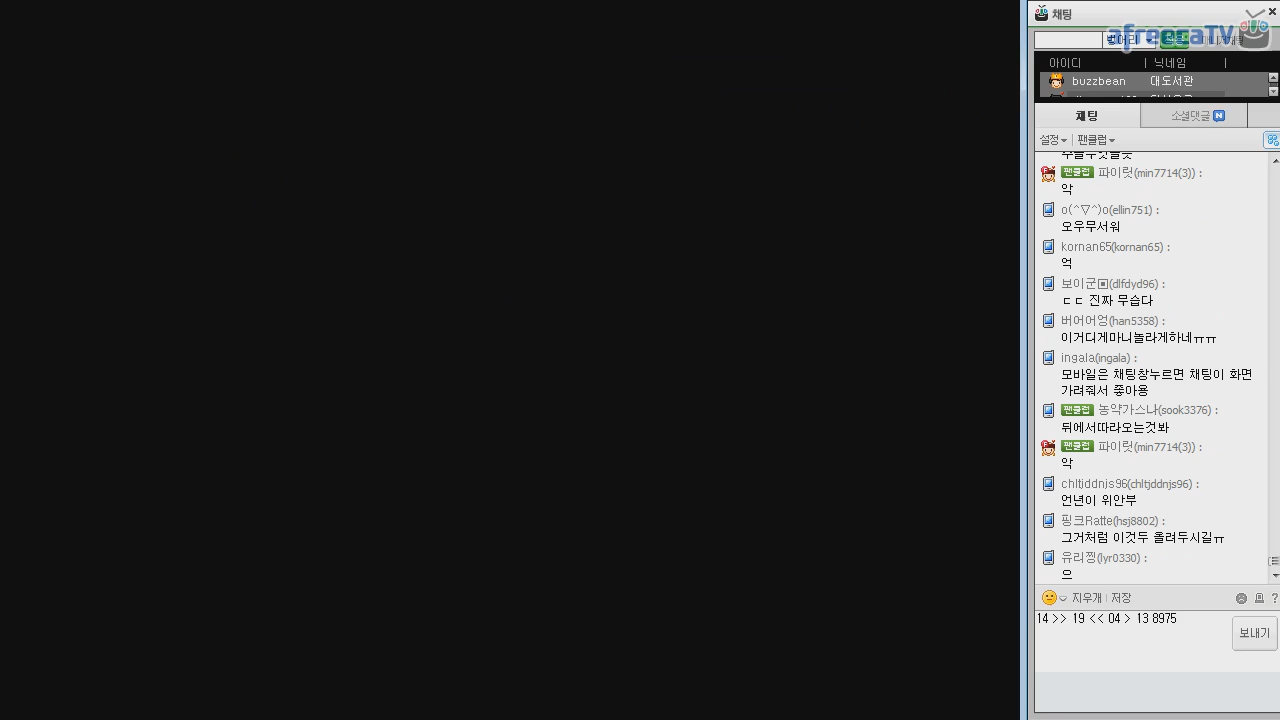 채팅
afreecaTV
벙어리
아이디 | 닉네임 |
buzzbean 대도서관
채팅 소셜댓글 N
설정 | 팬클럽
팬클럽 파이럿(min7714(3)) :
악
o(^▽^)o(ellin751) :
오우무서워
kornan65(kornan65) :
억
보이군▣(dlfdyd96) :
ㄷㄷ 진짜 무습다
버어어엉(han5358) :
이거디게마니놀라게하네ㅠㅠ
ingala(ingala) :
모바일은 채팅창누르면 채팅이 화면
가려줘서 좋아용
팬클럽 농약가스나(sook3376) :
뒤에서따라오는것봐
팬클럽 파이럿(min7714(3)) :
악
chltjddnjs96(chltjddnjs96) :
언년이 위안부
핑크Ratte(hsj8802) :
그거처럼 이것두 올려두시길ㅠ
유리찡(lyr0330) :
으
지우개 | 저장 ?
14 >> 19 << 04 > 13 8975
보내기